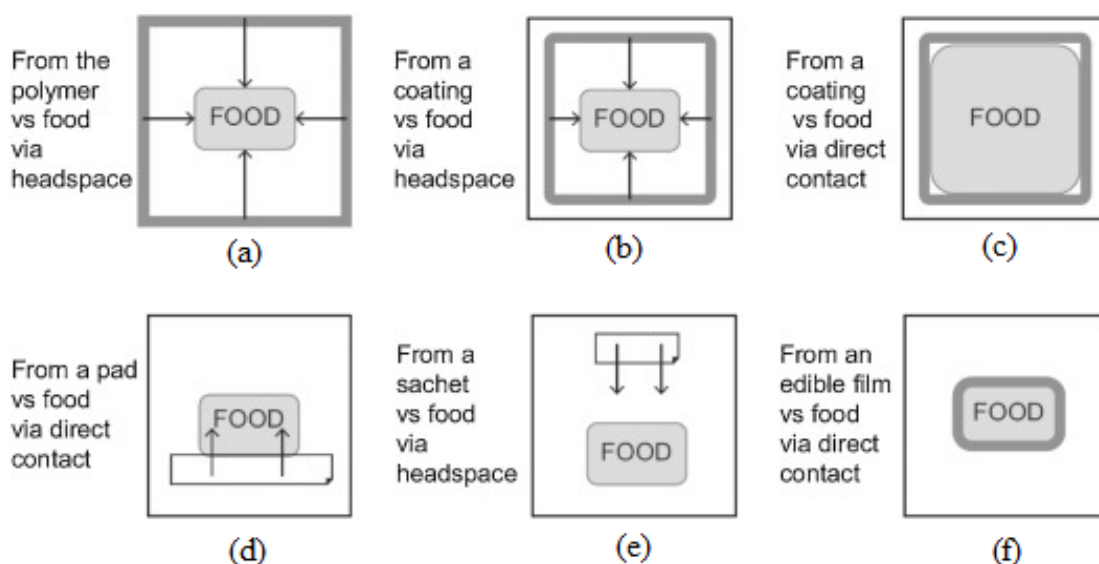 From the
polymer
vs food
via
headspace
FOOD
(a)
From a
coating
vs food
via
headspace
FOOD
(b)
From a
coating
vs food
via direct
contact
FOOD
(c)
From a pad
vs food
via direct
contact
FOOD
(d)
From a
sachet
vs food
via
headspace
FOOD
(e)
From an
edible film
vs food
via direct
contact
FOOD
(f)